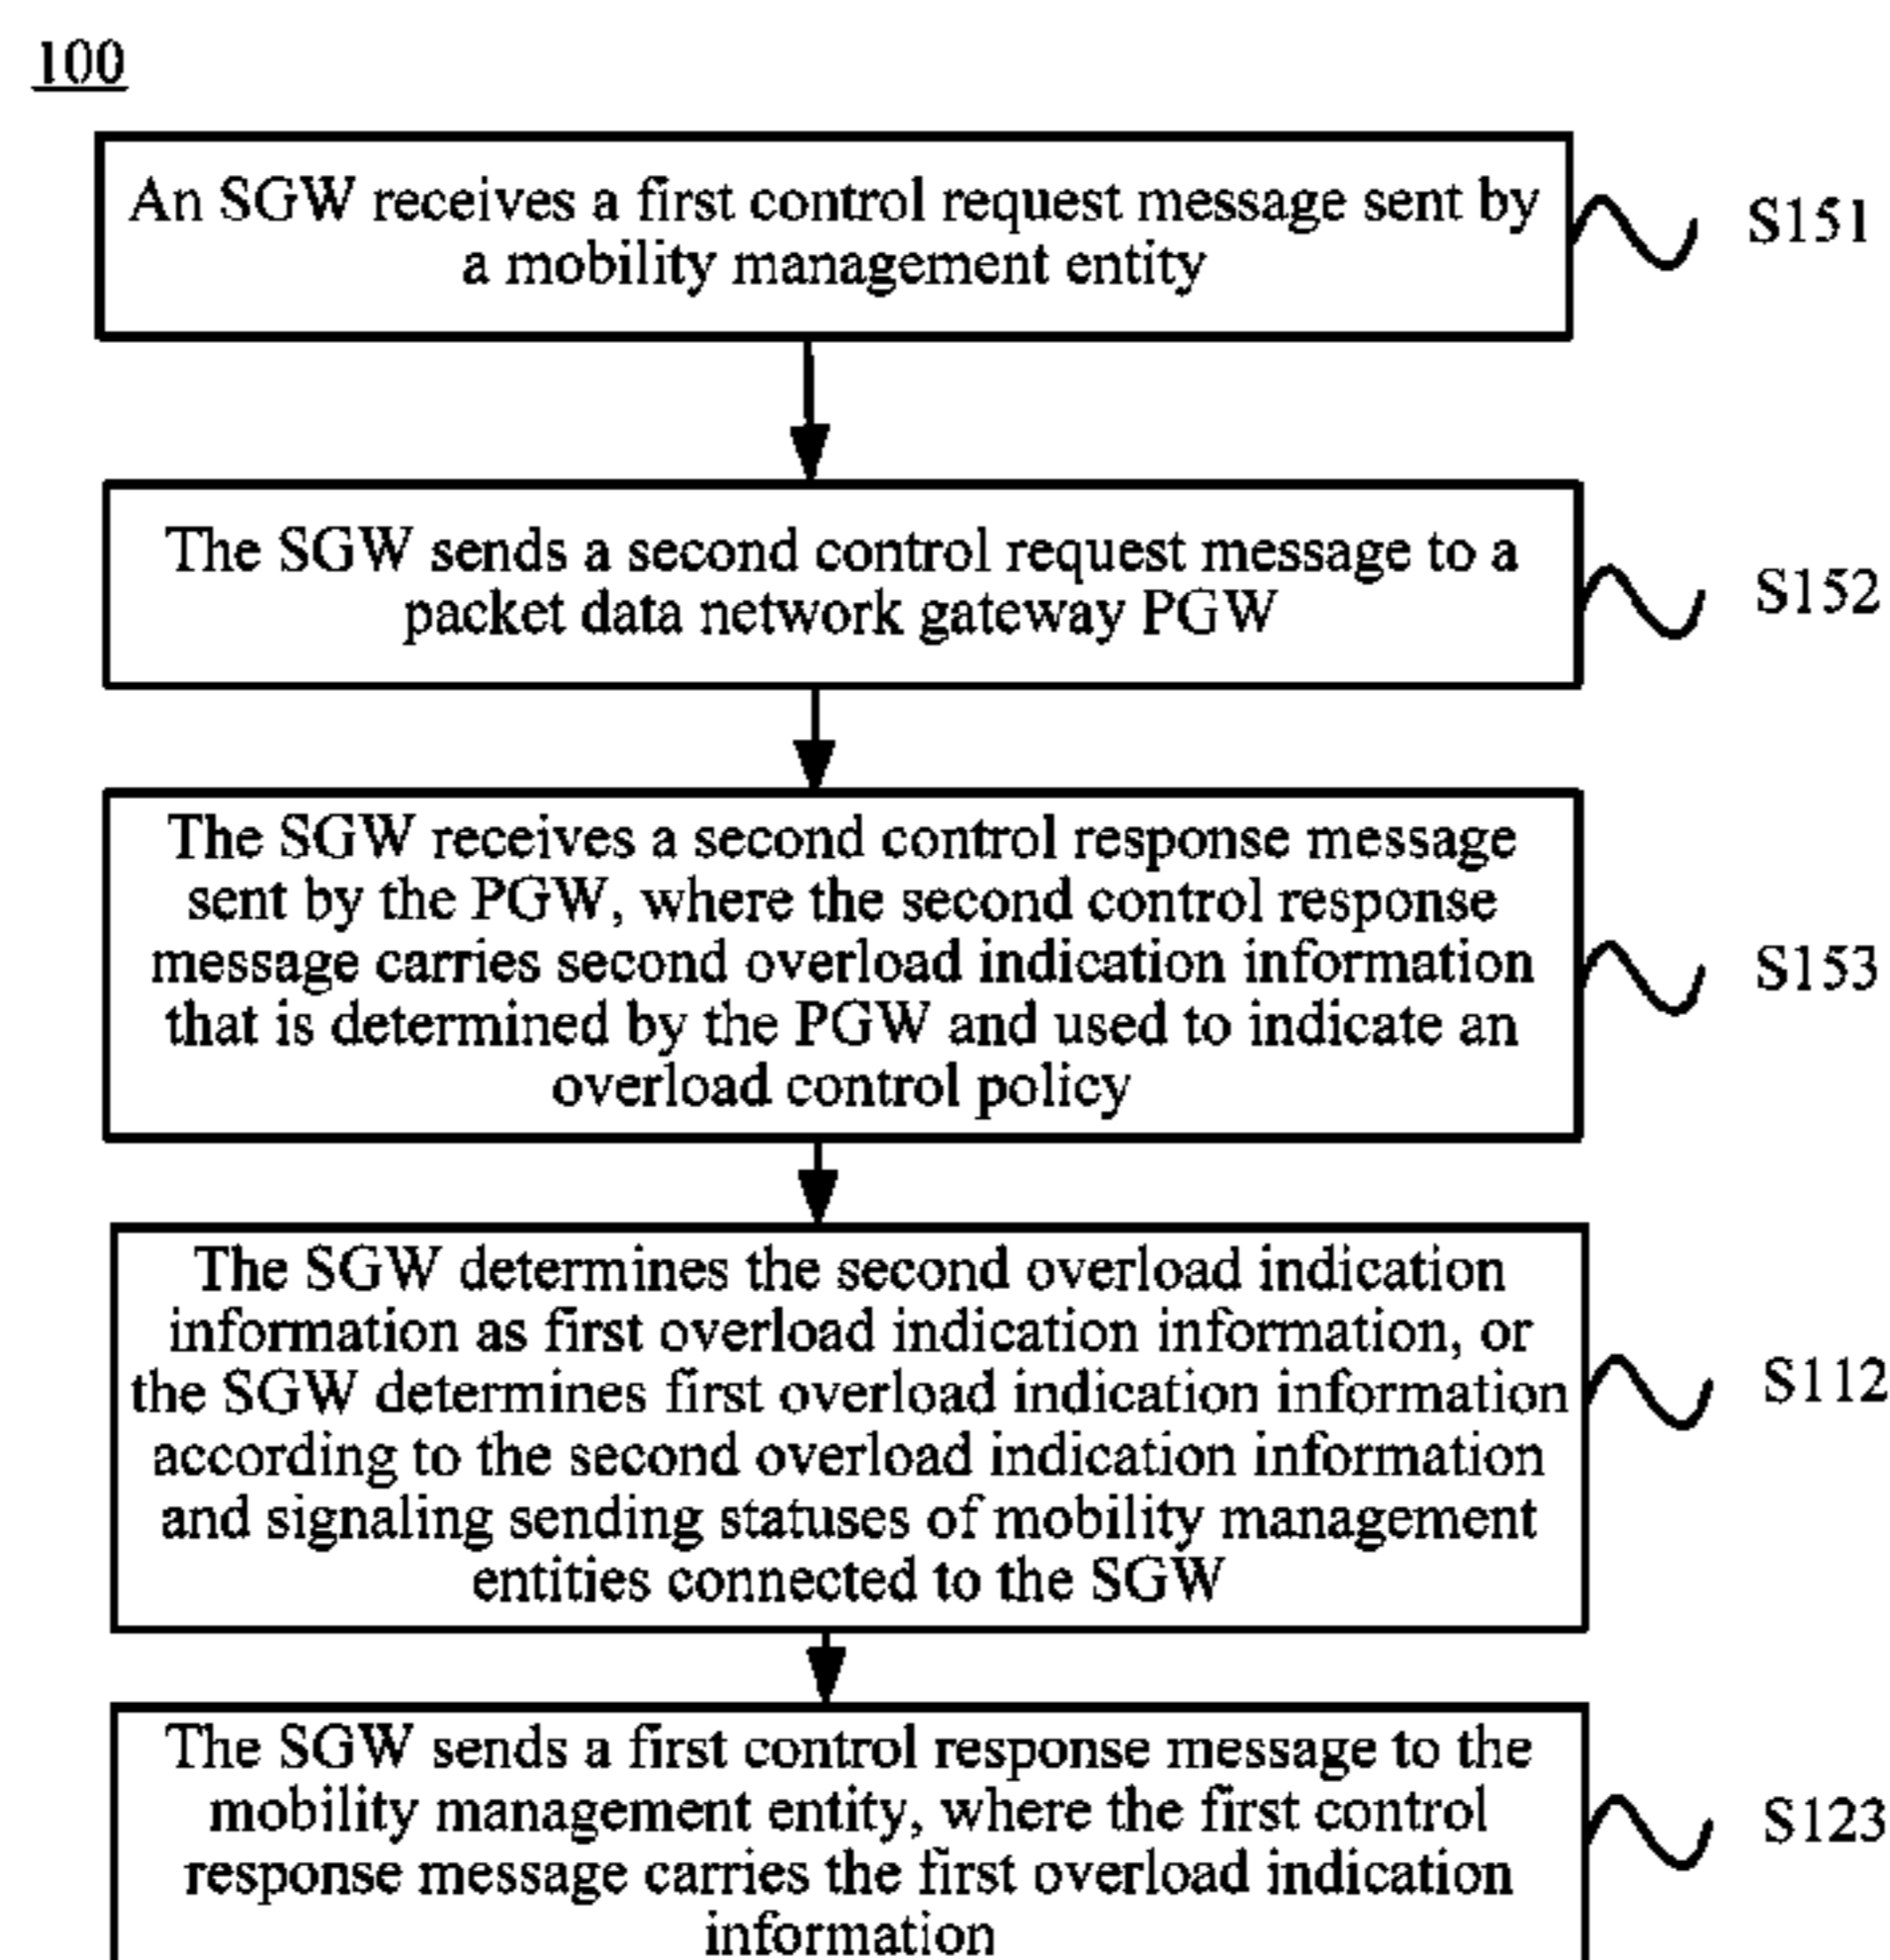 100
An SGW receives a first control request message sent by
a mobility management entity
S151
The SGW sends a second control request message to a
packet data network gateway PGW
S152
The SGW receives a second control response message
sent by the PGW, where the second control response
message carries second overload indication information
that is determined by the PGW and used to indicate an
overload control policy
S153
The SGW determines the second overload indication
information as first overload indication information, or
the SGW determines first overload indication information
according to the second overload indication information
and signaling sending statuses of mobility management
entities connected to the SGW
S112
The SGW sends a first control response message to the
mobility management entity, where the first control
response message carries the first overload indication
information
S123